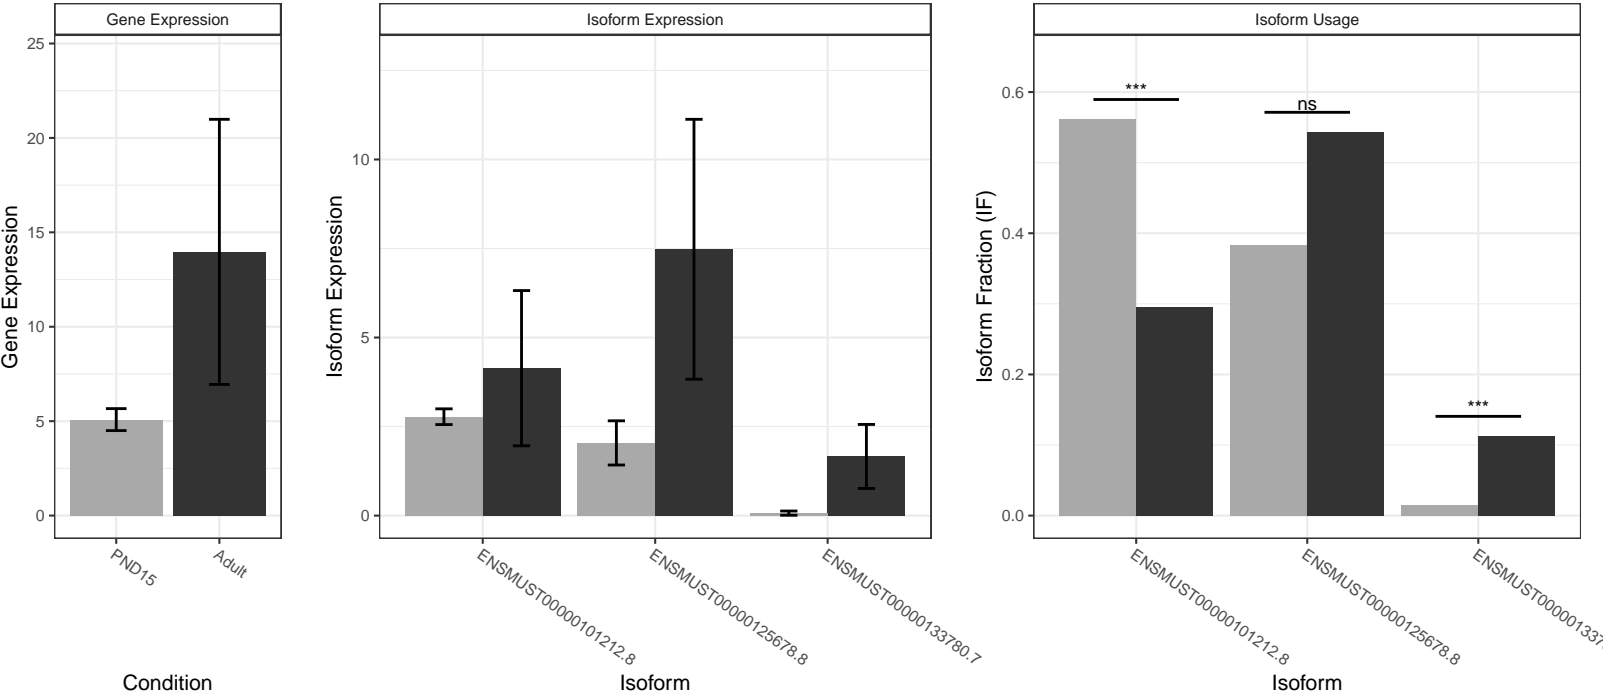 Gene Expression
Isoform Expression
Isoform Usage
Gene Expression
25
20
15
10
5
0
PND15
Adult
Condition
Isoform Expression
10
5
0
ENSMUST00000101212.8
ENSMUST00000125678.8
ENSMUST00000133780.7
Isoform
Isoform Fraction (IF)
0.6
0.4
0.2
0.0
***
ns
***
ENSMUST00000101212.8
ENSMUST00000125678.8
ENSMUST00000133
Isoform